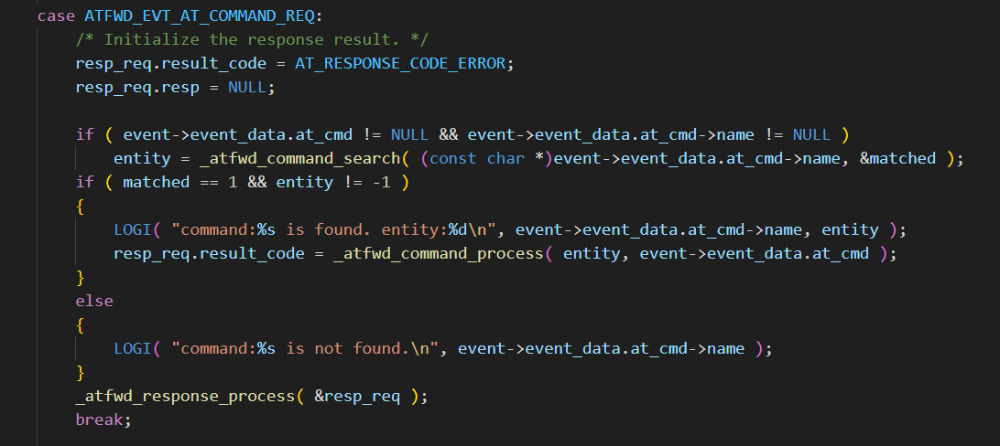 case ATFWD_EVT_AT_COMMAND_REQ:
/* Initialize the response result. */
resp_req.result_code = AT_RESPONSE_CODE_ERROR;
resp_req.resp = NULL;
if ( event->event_data.at_cmd != NULL && event->event_data.at_cmd->name != NULL )
entity = _atfwd_command_search( (const char *)event->event_data.at_cmd->name, &matched );
if ( matched == 1 && entity != -1 )
{
LOGI( "command:%s is found. entity:%d\n", event->event_data.at_cmd->name, entity );
resp_req.result_code = _atfwd_command_process( entity, event->event_data.at_cmd );
}
else
{
LOGI( "command:%s is not found.\n", event->event_data.at_cmd->name );
}
_atfwd_response_process( &resp_req );
break;